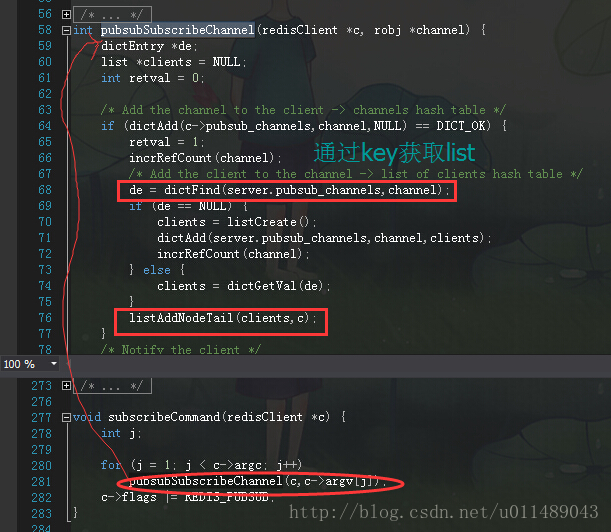 56 /* ... */
58 int pubsubSubscribeChannel(redisClient *c, robj *channel) {
59 dictEntry *de;
60 list *clients = NULL;
61 int retval = 0;
62
63 /* Add the channel to the client -> channels hash table */
64 if (dictAdd(c->pubsub_channels,channel,NULL) == DICT_OK) {
65 retval = 1;
66 incrRefCount(channel);
通过key获取list
67 /* Add the client to the channel -> list of clients hash table */
68 de = dictFind(server.pubsub_channels,channel);
69 if (de == NULL) {
70 clients = listCreate();
71 dictAdd(server.pubsub_channels,channel,clients);
72 incrRefCount(channel);
73 } else {
74 clients = dictGetVal(de);
75 }
76 listAddNodeTail(clients,c);
77 }
78 /* Notify the client */
100 %
273 /* ... */
276
277 void subscribeCommand(redisClient *c) {
278 int j;
279
280 for (j = 1; j < c->argc; j++)
281 pubsubSubscribeChannel(c,c->argv[j]);
282 c->flags |= REDIS_PUBSUB;
283 }
http://blog.csdn.net/u011489043